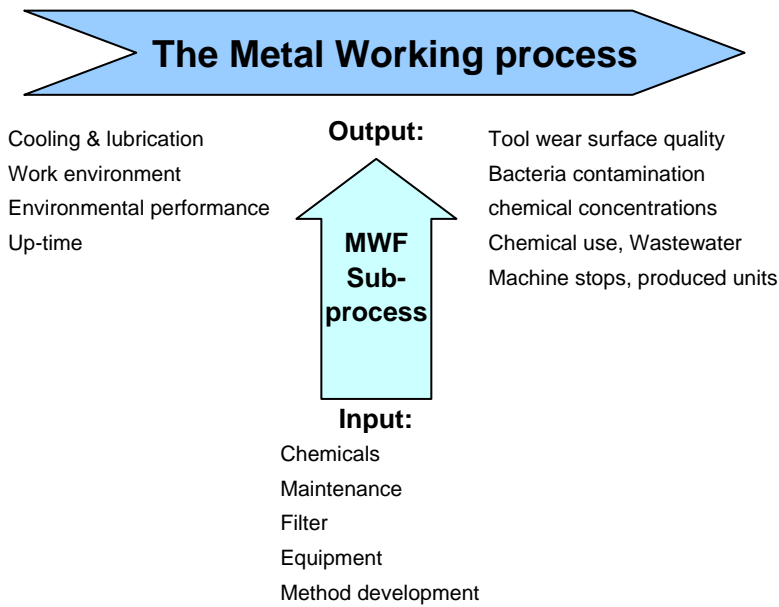 The Metal Working process
Output:
Cooling & lubrication
Work environment
Environmental performance
Up-time
Tool wear surface quality
Bacteria contamination
chemical concentrations
Chemical use, Wastewater
Machine stops, produced units
MWF
Sub-
process
Input:
Chemicals
Maintenance
Filter
Equipment
Method development